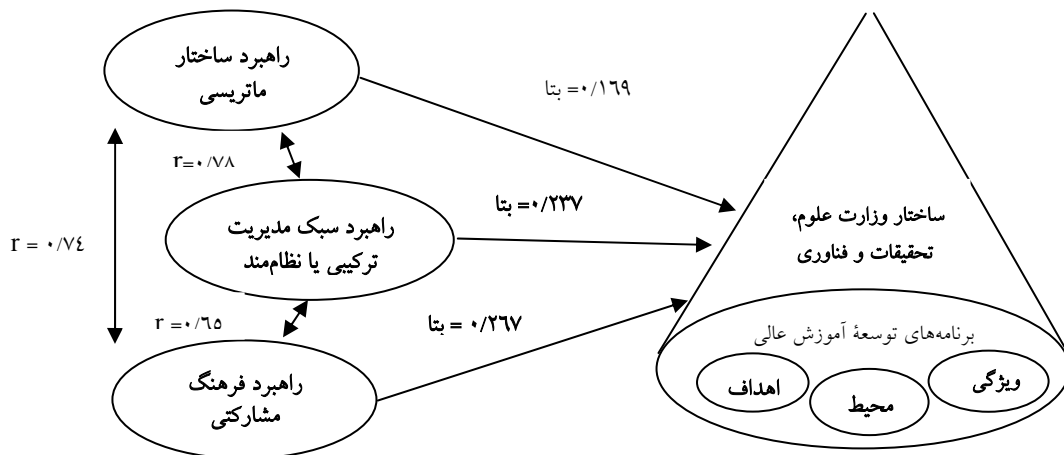 راهبرد ساختار
ماتریسی
بتا =۰/۱۶۹
r=۰/۷۸
راهبرد سبک مدیریت
ترکیبی یا نظام‌مند
بتا =۰/۲۳۷
ساختار وزارت علوم،
تحقیقات و فناوری
r = ۰/۷٤
r =۰/٦٥
بتا = ۰/۲۶۷
راهبرد فرهنگ
مشارکتی
برنامه‌های توسعهٔ آموزش عالی
ویژگی
محیط
اهداف